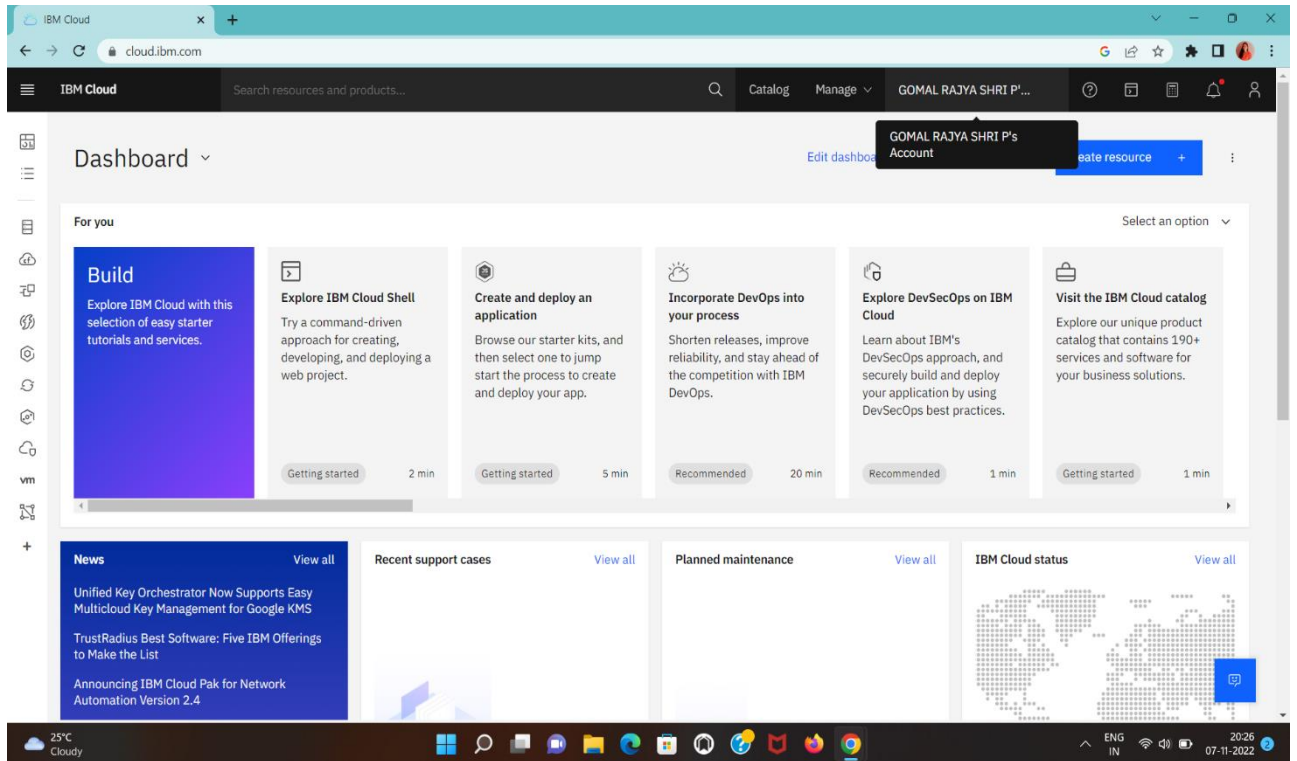 IBM Cloud
cloud.ibm.com
IBM Cloud
Search resources and products...
Catalog
Manage
GOMAL RAJYA SHRI P'...
GOMAL RAJYA SHRI P's
Account
Dashboard
Edit dashboa
eate resource +
For you
Select an option
Build
Explore IBM Cloud with this
selection of easy starter
tutorials and services.
Explore IBM Cloud Shell
Try a command-driven
approach for creating,
developing, and deploying a
web project.
Getting started
2 min
Create and deploy an
application
Browse our starter kits, and
then select one to jump
start the process to create
and deploy your app.
Getting started
5 min
Incorporate DevOps into
your process
Shorten releases, improve
reliability, and stay ahead of
the competition with IBM
DevOps.
Recommended
20 min
Explore DevSecOps on IBM
Cloud
Learn about IBM's
DevSecOps approach, and
securely build and deploy
your application by using
DevSecOps best practices.
Recommended
1 min
Visit the IBM Cloud catalog
Explore our unique product
catalog that contains 190+
services and software for
your business solutions.
Getting started
1 min
vm
News
View all
Unified Key Orchestrator Now Supports Easy
Multicloud Key Management for Google KMS
TrustRadius Best Software: Five IBM Offerings
to Make the List
Announcing IBM Cloud Pak for Network
Automation Version 2.4
Recent support cases
View all
Planned maintenance
View all
IBM Cloud status
View all
25°C
Cloudy
ENG
IN
20:26
07-11-2022
2